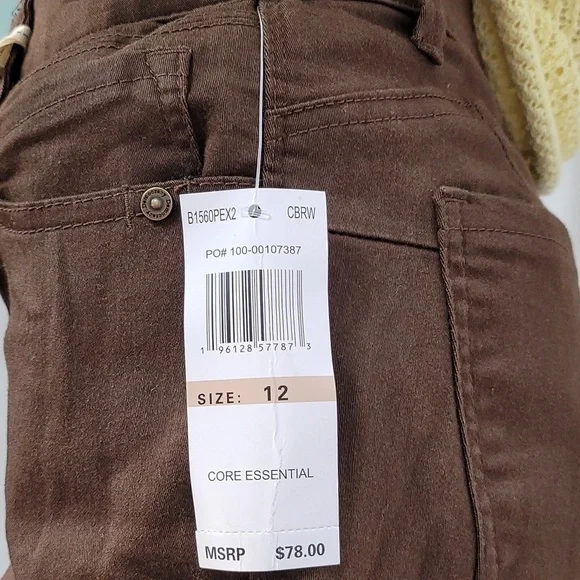 B1560PEX2 CBRW
PO# 100-00107387
1 96128 57787 3
SIZE: 12
CORE ESSENTIAL
MSRP $78.00